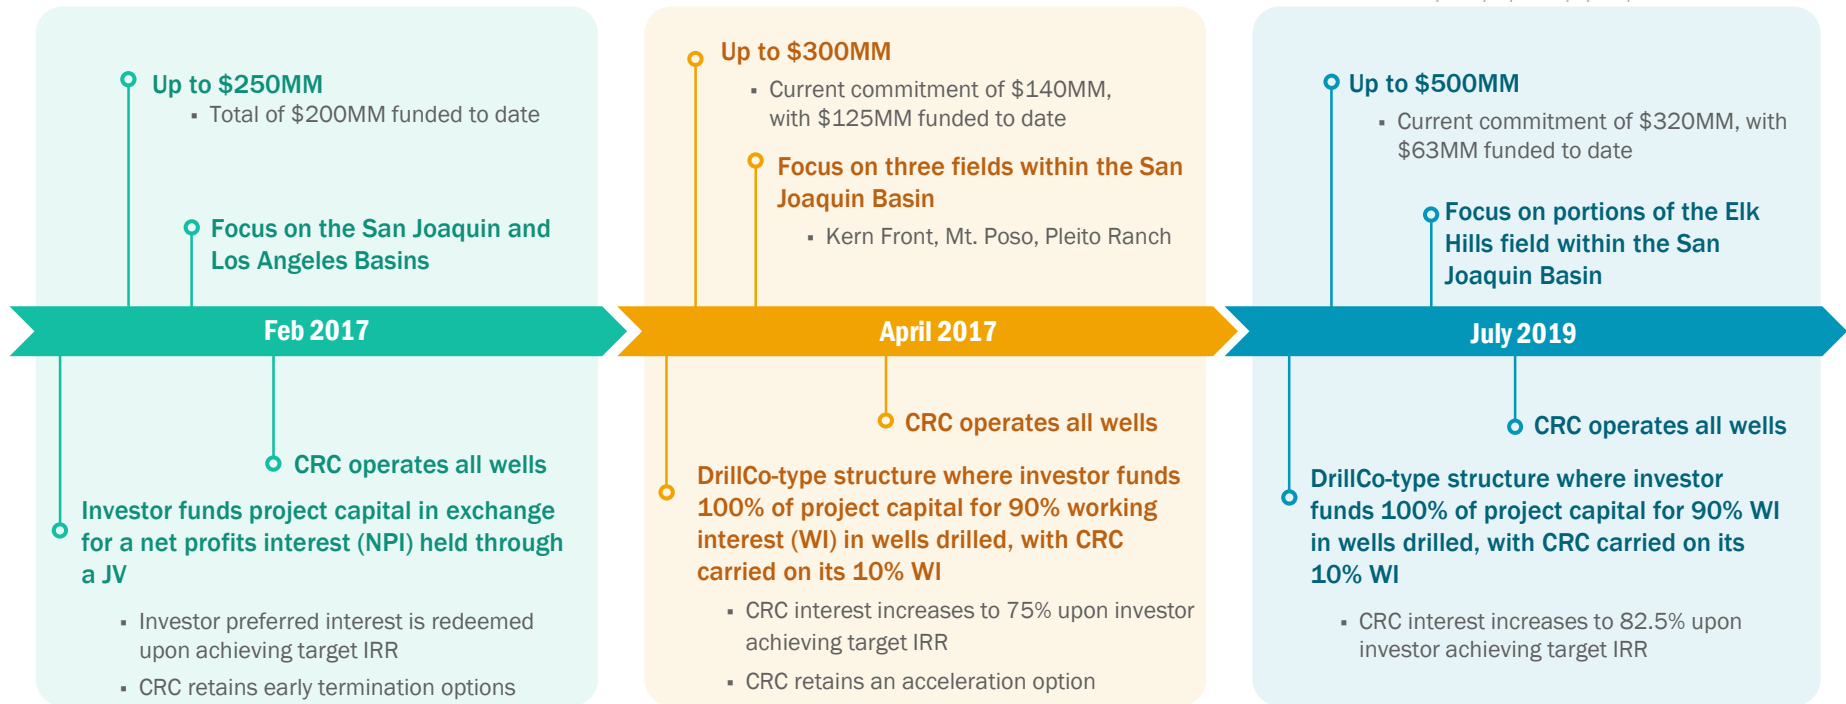 Up to $250MM
▪ Total of $200MM funded to date
Focus on the San Joaquin and
Los Angeles Basins
Feb 2017
CRC operates all wells
Investor funds project capital in exchange
for a net profits interest (NPI) held through
a JV
▪ Investor preferred interest is redeemed
upon achieving target IRR
▪ CRC retains early termination options
Up to $300MM
▪ Current commitment of $140MM,
with $125MM funded to date
Focus on three fields within the San
Joaquin Basin
▪ Kern Front, Mt. Poso, Pleito Ranch
April 2017
CRC operates all wells
DrillCo-type structure where investor funds
100% of project capital for 90% working
interest (WI) in wells drilled, with CRC
carried on its 10% WI
▪ CRC interest increases to 75% upon investor
achieving target IRR
▪ CRC retains an acceleration option
Up to $500MM
▪ Current commitment of $320MM, with
$63MM funded to date
Focus on portions of the Elk
Hills field within the San
Joaquin Basin
July 2019
CRC operates all wells
DrillCo-type structure where investor
funds 100% of project capital for 90% WI
in wells drilled, with CRC carried on its
10% WI
▪ CRC interest increases to 82.5% upon
investor achieving target IRR